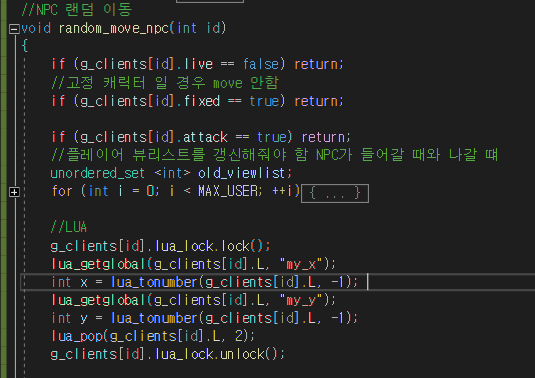 //NPC 랜덤 이동
void random_move_npc(int id)
{
if (g_clients[id].live == false) return;
//고정 캐릭터 일 경우 move 안함
if (g_clients[id].fixed == true) return;
if (g_clients[id].attack == true) return;
//플레이어 뷰리스트를 갱신해줘야 함 NPC가 들어갈 때와 나갈 떄
unordered_set <int> old_viewlist;
for (int i = 0; i < MAX_USER; ++i){ ... }
//LUA
g_clients[id].lua_lock.lock();
lua_getglobal(g_clients[id].L, "my_x");
int x = lua_tonumber(g_clients[id].L, -1);
lua_getglobal(g_clients[id].L, "my_y");
int y = lua_tonumber(g_clients[id].L, -1);
lua_pop(g_clients[id].L, 2);
g_clients[id].lua_lock.unlock();